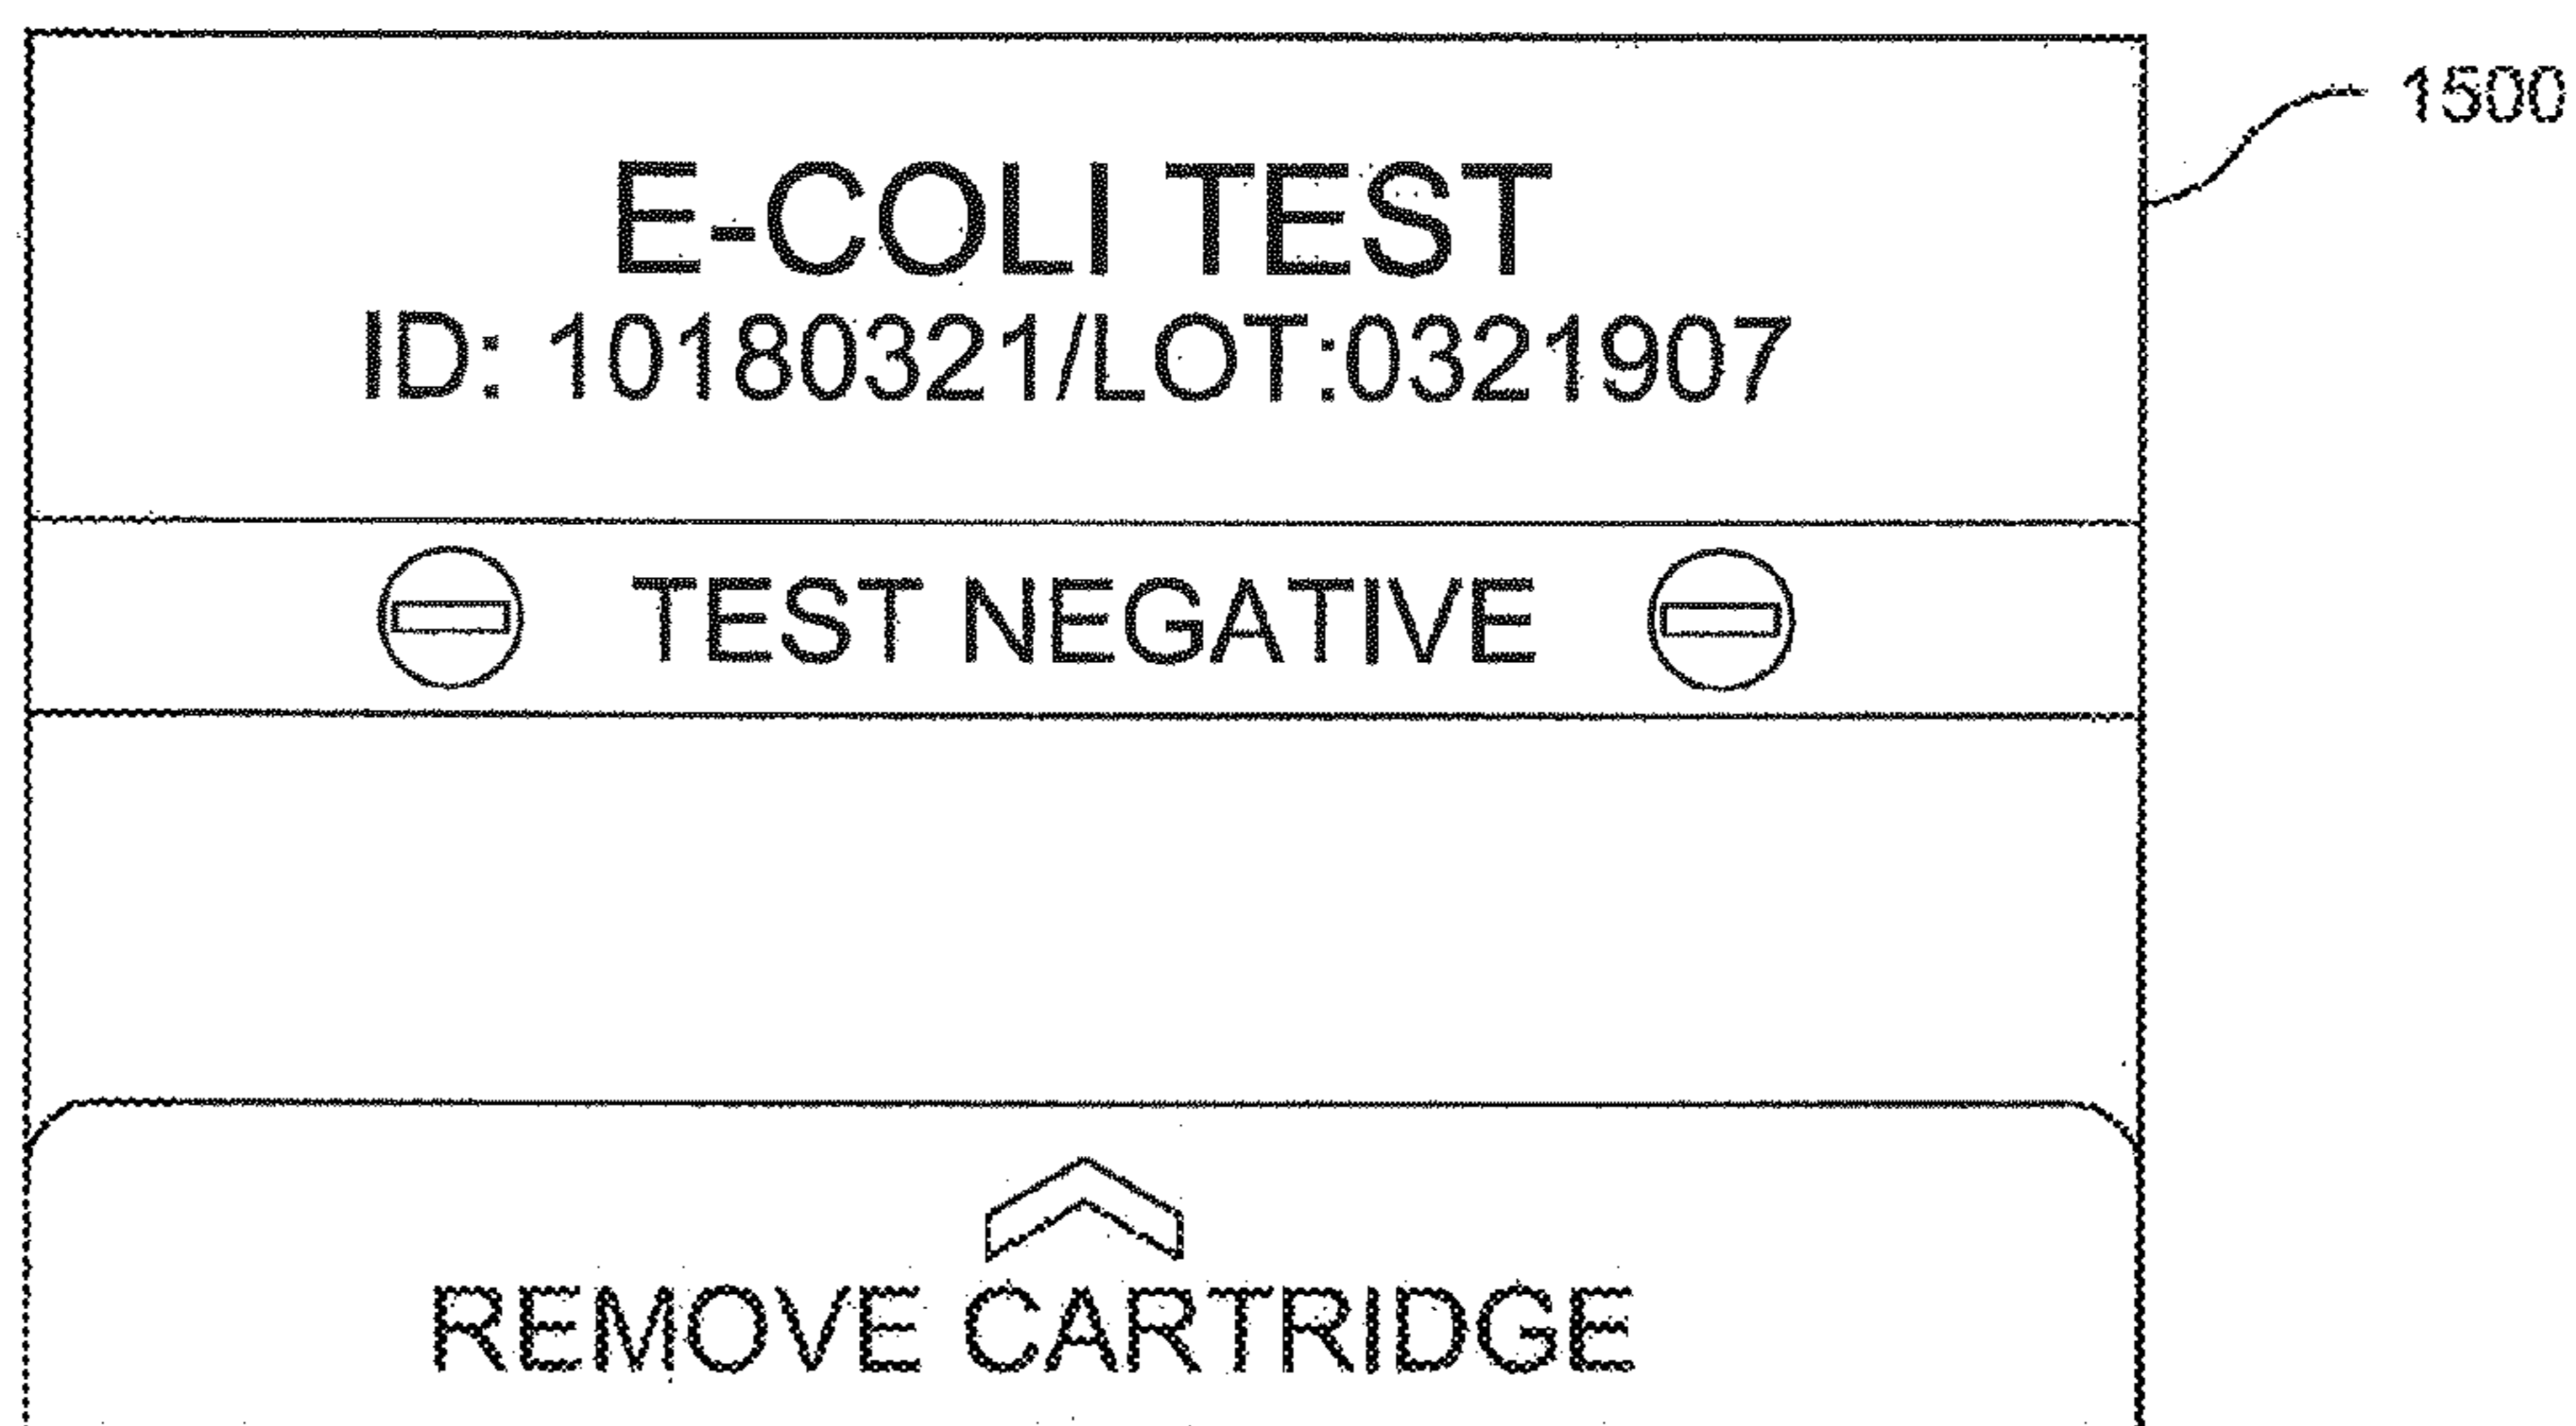 1500
E-COLI TEST
ID: 10180321/LOT:0321907
TEST NEGATIVE
REMOVE CARTRIDGE